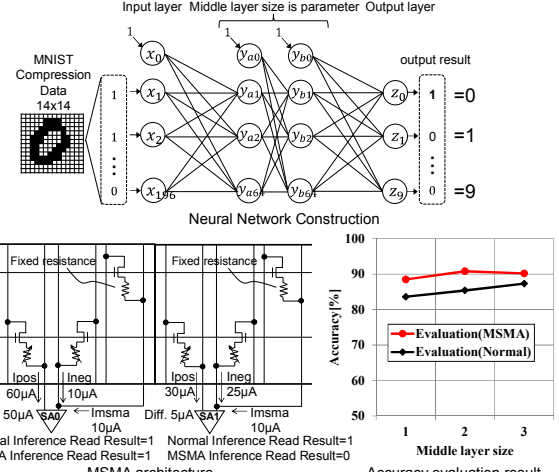 Input layer Middle layer size is parameter Output layer
1 1 1
MNIST
Compression
Data
14x14
output result
x0 ya0 yb0
1 x1 ya1 yb1 z0 1 =0
1 x2 ya2 yb2 z1 0 =1
0 x196 ya64 yb64 z9 0 =9
Neural Network Construction
Fixed resistance
Ipos Ineg
60μA 10μA
50μA SA0 Imsma
10μA
al Inference Read Result=1
A Inference Read Result=1
Fixed resistance
Ipos Ineg
30μA 25μA
Diff. 5μA SA1 Imsma
10μA
Normal Inference Read Result=1
MSMA Inference Read Result=0
MSMA architecture
100
90
80
70
60
50
Accuracy[%]
Evaluation(MSMA)
Evaluation(Normal)
1 2 3
Middle layer size
Accuracy evaluation result